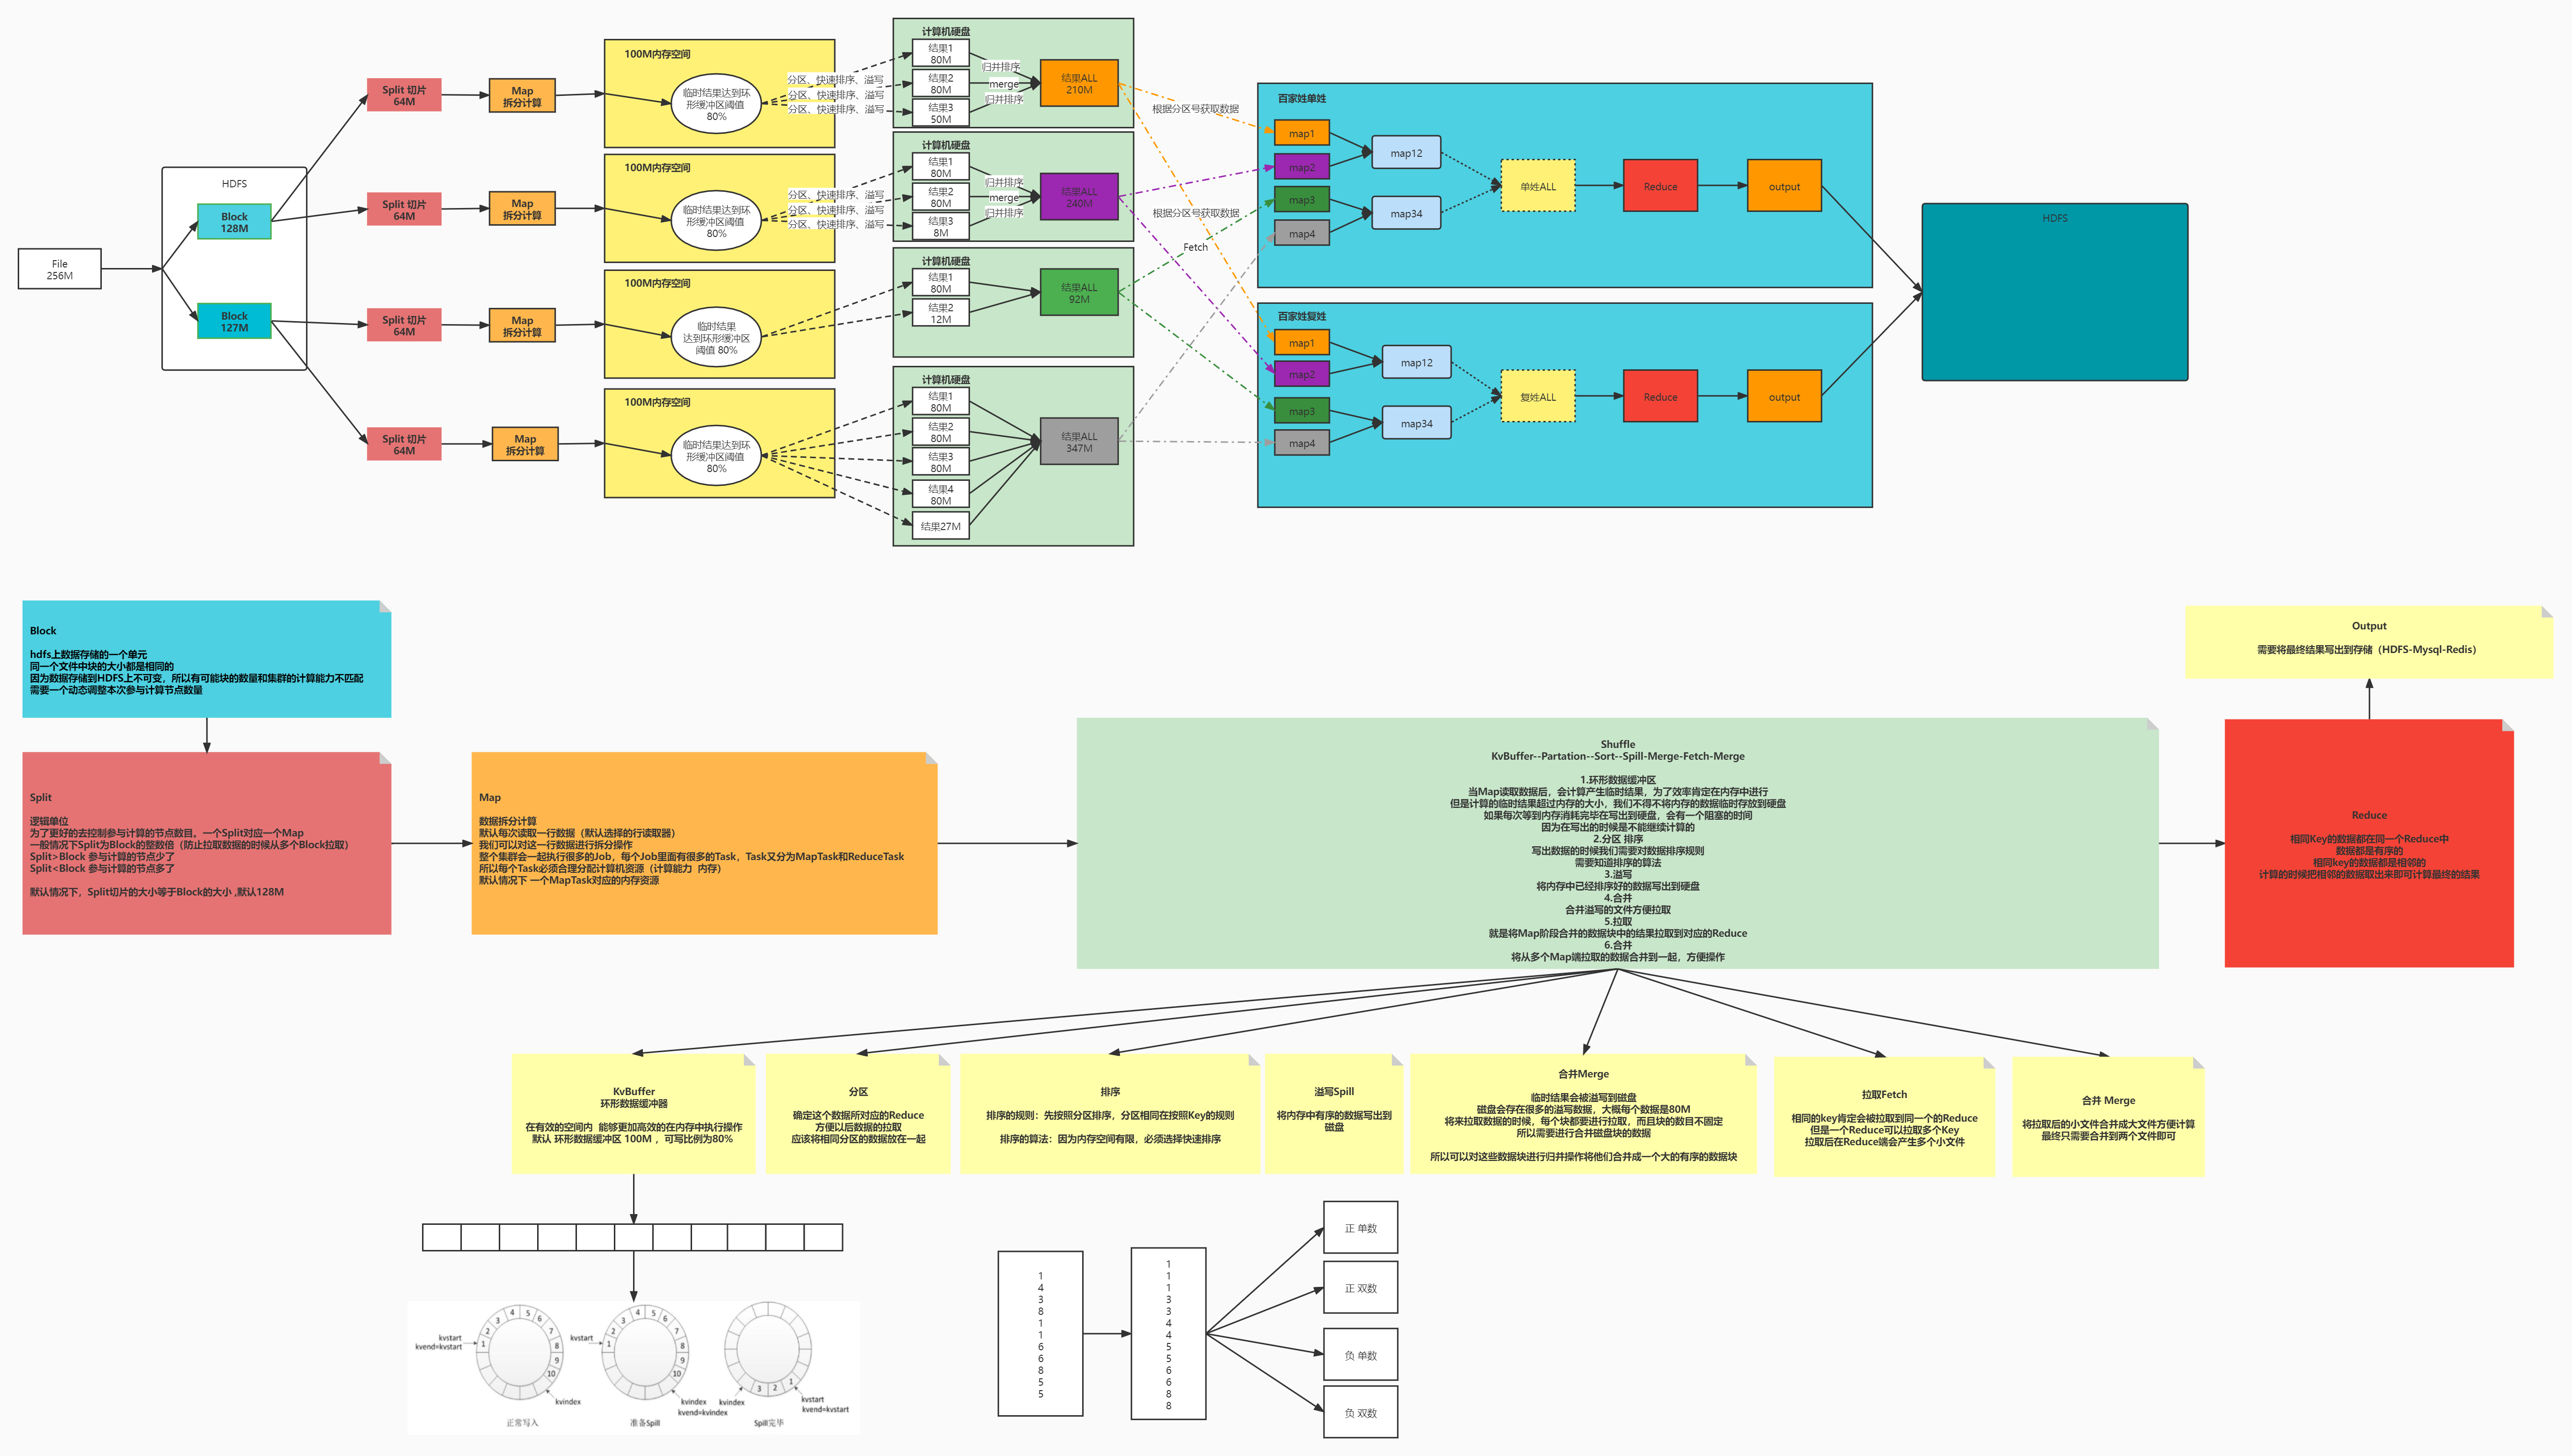 File
256M
HDFS
Block
128M
Block
127M
Split 切片
64M
Map
拆分计算
100M内存空间
临时结果达到环
形缓冲区阈值
80%
分区、快速排序、溢写
分区、快速排序、溢写
分区、快速排序、溢写
计算机硬盘
结果1
80M
结果2
80M
结果3
50M
归并排序
merge
归并排序
结果ALL
210M
Split 切片
64M
Map
拆分计算
100M内存空间
临时结果达到环
形缓冲区阈值
80%
分区、快速排序、溢写
分区、快速排序、溢写
分区、快速排序、溢写
计算机硬盘
结果1
80M
结果2
80M
结果3
8M
归并排序
merge
归并排序
结果ALL
240M
Split 切片
64M
Map
拆分计算
100M内存空间
临时结果
达到环形缓冲区
阈值 80%
计算机硬盘
结果1
80M
结果2
12M
结果ALL
92M
Split 切片
64M
Map
拆分计算
100M内存空间
临时结果达到环
形缓冲区阈值
80%
计算机硬盘
结果1
80M
结果2
80M
结果3
80M
结果4
80M
结果27M
结果ALL
347M
根据分区号获取数据
根据分区号获取数据
Fetch
百家姓单姓
map1
map2
map3
map4
map12
map34
单姓ALL
Reduce
output
百家姓复姓
map1
map2
map3
map4
map12
map34
复姓ALL
Reduce
output
HDFS
Block
hdfs上数据存储的一个单元
同一个文件中块的大小都是相同的
因为数据存储到HDFS上不可变，所以有可能块的数量和集群的计算能力不匹配
需要一个动态调整本次参与计算节点数量
Split
逻辑单位
为了更好的去控制参与计算的节点数目。一个Split对应一个Map
一般情况下Split为Block的整数倍（防止拉取数据的时候从多个Block拉取）
Split>Block 参与计算的节点少了
Split<Block 参与计算的节点多了
默认情况下，Split切片的大小等于Block的大小 ,默认128M
Map
数据拆分计算
默认每次读取一行数据（默认选择的行读取器）
我们可以对这一行数据进行拆分操作
整个集群会一起执行很多的Job，每个Job里面有很多的Task，Task又分为MapTask和ReduceTask
所以每个Task必须合理分配计算机资源（计算能力 内存）
默认情况下 一个MapTask对应的内存资源
Shuffle
KvBuffer--Partation--Sort--Spill-Merge-Fetch-Merge
1.环形数据缓冲区
当Map读取数据后，会计算产生临时结果，为了效率肯定在内存中进行
但是计算的临时结果超过内存的大小，我们不得不将内存的数据临时存放到硬盘
如果每次等到内存消耗完毕在写出到硬盘，会有一个阻塞的时间
因为在写出的时候是不能继续计算的
2.分区 排序
写出数据的时候我们需要对数据排序规则
需要知道排序的算法
3.溢写
将内存中已经排序好的数据写出到硬盘
4.合并
合并溢写的文件方便拉取
5.拉取
就是将Map阶段合并的数据块中的结果拉取到对应的Reduce
6.合并
将从多个Map端拉取的数据合并到一起，方便操作
Reduce
相同Key的数据都在同一个Reduce中
数据都是有序的
相同key的数据都是相邻的
计算的时候把相邻的数据取出来即可计算最终的结果
Output
需要将最终结果写出到存储（HDFS-Mysql-Redis）
KvBuffer
环形数据缓冲器
在有效的空间内 能够更加高效的在内存中执行操作
默认 环形数据缓冲区 100M ，可写比例为80%
分区
确定这个数据所对应的Reduce
方便以后数据的拉取
应该将相同分区的数据放在一起
排序
排序的规则：先按照分区排序，分区相同在按照Key的规则
排序的算法：因为内存空间有限，必须选择快速排序
溢写Spill
将内存中有序的数据写出到
磁盘
合并Merge
临时结果会被溢写到磁盘
磁盘会存在很多的溢写数据，大概每个数据是80M
将来拉取数据的时候，每个块都要进行拉取，而且块的数目不固定
所以需要进行合并磁盘块的数据
所以可以对这些数据块进行归并操作将他们合并成一个大的有序的数据块
拉取Fetch
相同的key肯定会被拉取到同一个的Reduce
但是一个Reduce可以拉取多个Key
拉取后在Reduce端会产生多个小文件
合并 Merge
将拉取后的小文件合并成大文件方便计算
最终只需要合并到两个文件即可
kvstart
kvend=kvstart
1
2
3
4
5
6
7
8
9
10
kvindex
正常写入
kvstart
1
2
3
4
5
6
7
8
9
10
kvindex
kvend=kvindex
准备Spill
kvindex
3
2
1
kvstart
kvend=kvstart
Spill完毕
1
4
3
8
1
1
6
6
8
5
5
1
1
1
3
3
4
4
5
5
6
6
8
8
正 单数
正 双数
负 单数
负 双数